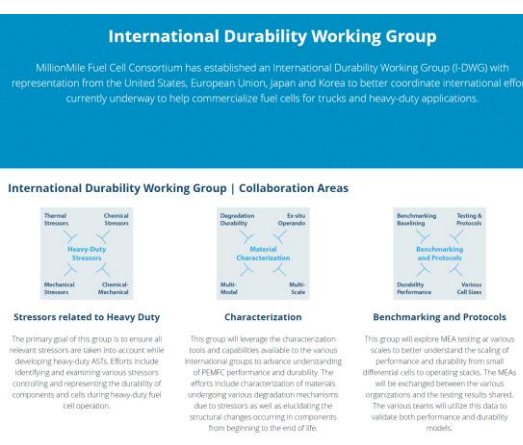 International Durability Working Group
MillionMile Fuel Cell Consortium has established an International Durability Working Group (I-DWG) with
representation from the United States, European Union, Japan and Korea to better coordinate international effor
currently underway to help commercialize fuel cells for trucks and heavy-duty applications.
International Durability Working Group | Collaboration Areas
Thermal Stressors
Chemical Stressors
Heavy-Duty Stressors
Mechanical Stressors
Chemical-Mechanical
Degradation Durability
Ex-situ Operando
Material Characterization
Multi-Modal
Multi-Scale
Benchmarking Baselining
Testing & Protocols
Benchmarking and Protocols
Durability Performance
Various Cell Sizes
Stressors related to Heavy Duty
The primary goal of this group is to ensure all
relevant stressors are taken into account while
developing heavy-duty ASTs. Efforts include
identifying and examining various stressors
controlling and representing the durability of
components and cells during heavy-duty fuel
cell operation.
Characterization
This group will leverage the characterization
tools and capabilities available to the various
International groups to advance understanding
of PEMFC performance and durability. The
efforts include characterization of materials
undergoing various degradation mechanisms
due to stressors as well as elucidating the
structural changes occurring in components
from beginning to the end of life.
Benchmarking and Protocols
This group will explore MEA testing at various
scales to better understand the scaling of
performance and durability from small
differential cells to operating stacks. The MEAs
will be exchanged between the various
organizations and the testing results shared.
The various teams will utilize this data to
validate both performance and durability
models.